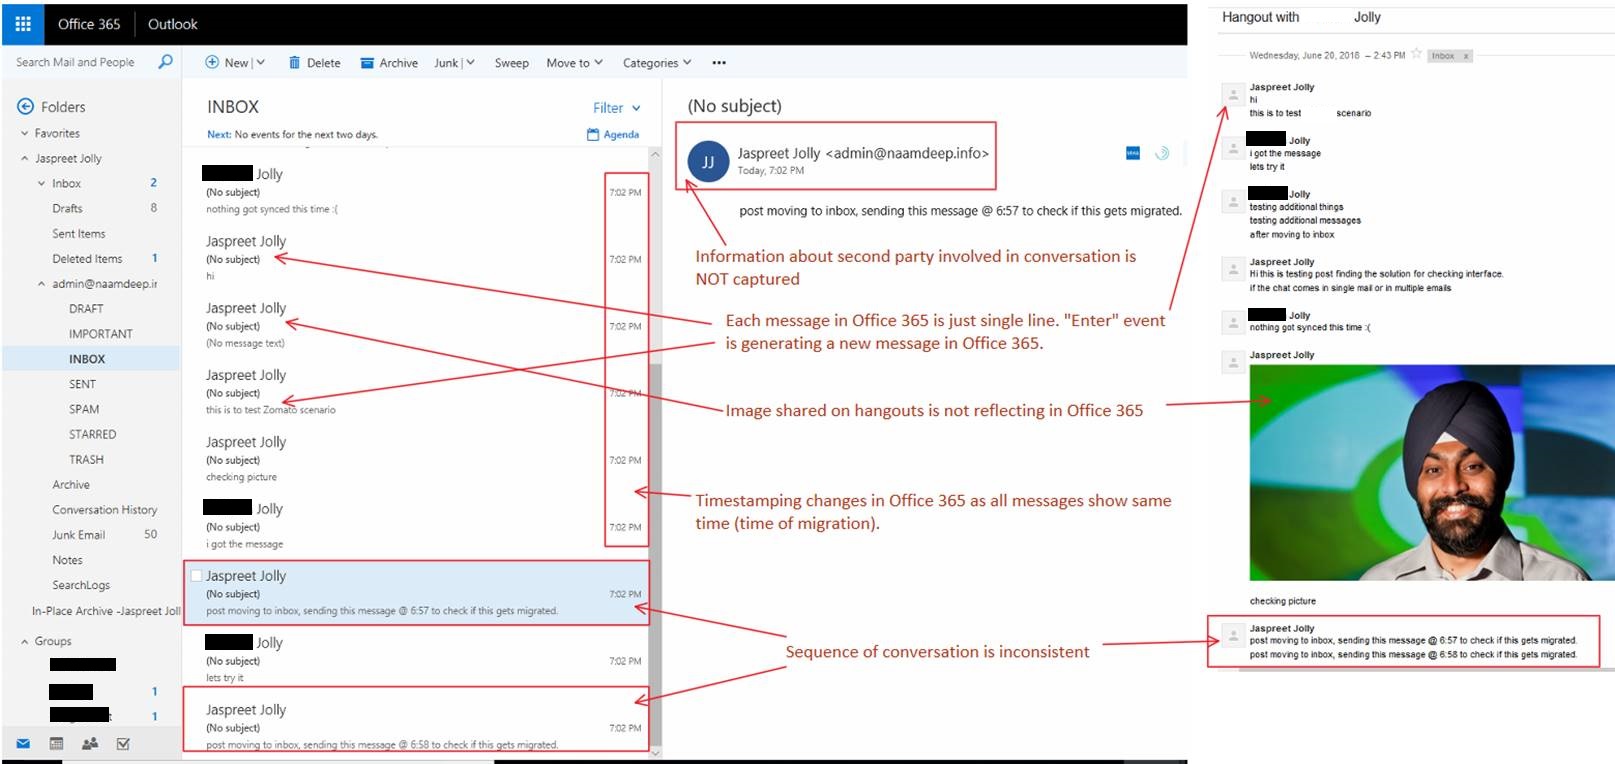 Office 365
Outlook
Search Mail and People
New
Delete
Archive
Junk
Sweep
Move to
Categories
Folders
Favorites
Jaspreet Jolly
Inbox 2
Drafts 8
Sent Items
Deleted Items 1
admin@naamdeep.ir
DRAFT
IMPORTANT
INBOX
SENT
SPAM
STARRED
TRASH
Archive
Conversation History
Junk Email 50
Notes
SearchLogs
In-Place Archive -Jaspreet Joll
Groups
1
1
INBOX
Filter
Next: No events for the next two days.
Agenda
Jolly
(No subject) 7:02 PM
nothing got synced this time :(
Jaspreet Jolly
(No subject) 7:02 PM
hi
Jaspreet Jolly
(No subject) 7:02 PM
(No message text)
Jaspreet Jolly
(No subject) 7:02 PM
this is to test Zomato scenario
Jaspreet Jolly
(No subject) 7:02 PM
checking picture
Jolly
(No subject) 7:02 PM
i got the message
Jaspreet Jolly
(No subject) 7:02 PM
post moving to inbox, sending this message @ 6:57 to check if this gets migrated.
Jolly
(No subject) 7:02 PM
lets try it
Jaspreet Jolly
(No subject) 7:02 PM
post moving to inbox, sending this message @ 6:58 to check if this gets migrated.
(No subject)
JJ
Jaspreet Jolly <admin@naamdeep.info>
Today, 7:02 PM
post moving to inbox, sending this message @ 6:57 to check if this gets migrated.
Information about second party involved in conversation is
NOT captured
Each message in Office 365 is just single line. "Enter" event
is generating a new message in Office 365.
Image shared on hangouts is not reflecting in Office 365
Timestamping changes in Office 365 as all messages show same
time (time of migration).
Sequence of conversation is inconsistent
Hangout with Jolly
Wednesday, June 20, 2018 – 2:43 PM Inbox x
Jaspreet Jolly
hi
this is to test scenario
Jolly
i got the message
lets try it
Jolly
testing additional things
testing additional messages
after moving to inbox
Jaspreet Jolly
Hi this is testing post finding the solution for checking interface.
if the chat comes in single mail or in multiple emails
Jolly
nothing got synced this time :(
Jaspreet Jolly
checking picture
Jaspreet Jolly
post moving to inbox, sending this message @ 6:57 to check if this gets migrated.
post moving to inbox, sending this message @ 6:58 to check if this gets migrated.